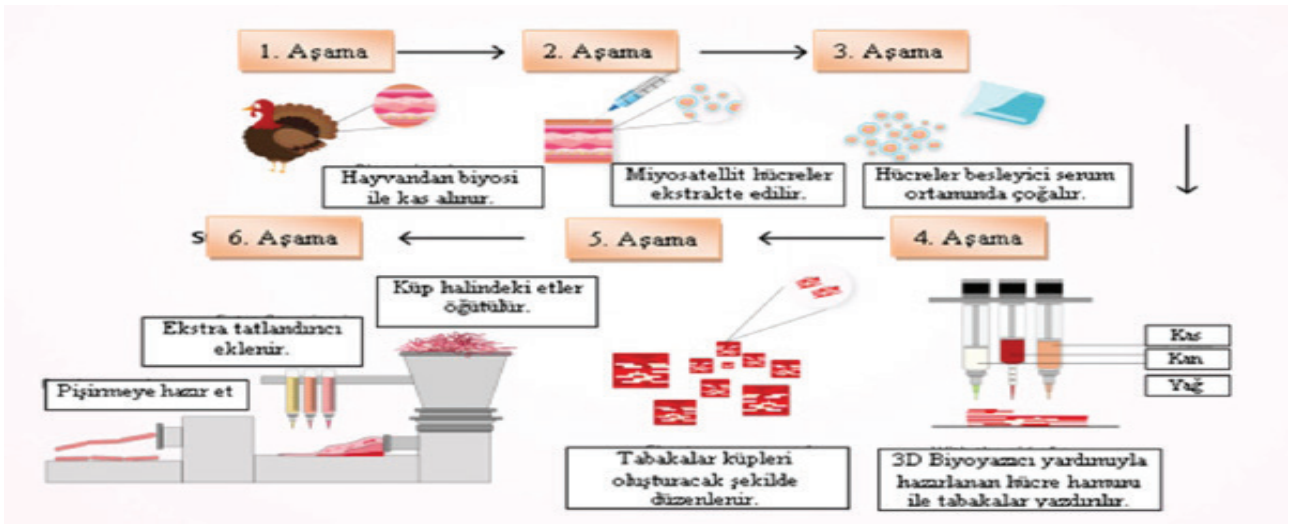 1. Aşama
2. Aşama
3. Aşama
Hayvandan biyosi
ile kas alınır.
Miyosatellit hücreler
ekstrakte edilir.
Hücreler besleyici serum
ortamında çoğalır.
4. Aşama
Kas
Kan
Yağ
3D Biyoyazıcı yardımıyla
hazırlanan hücre hamuru
ile tabakalar yazdırılır.
5. Aşama
Tabakalar küpleri
oluşturacak şekilde
düzenlenir.
6. Aşama
Küp halindeki etler
öğütülür.
Ekstra tatlandırıcı
eklenir.
Pişirmeye hazır et